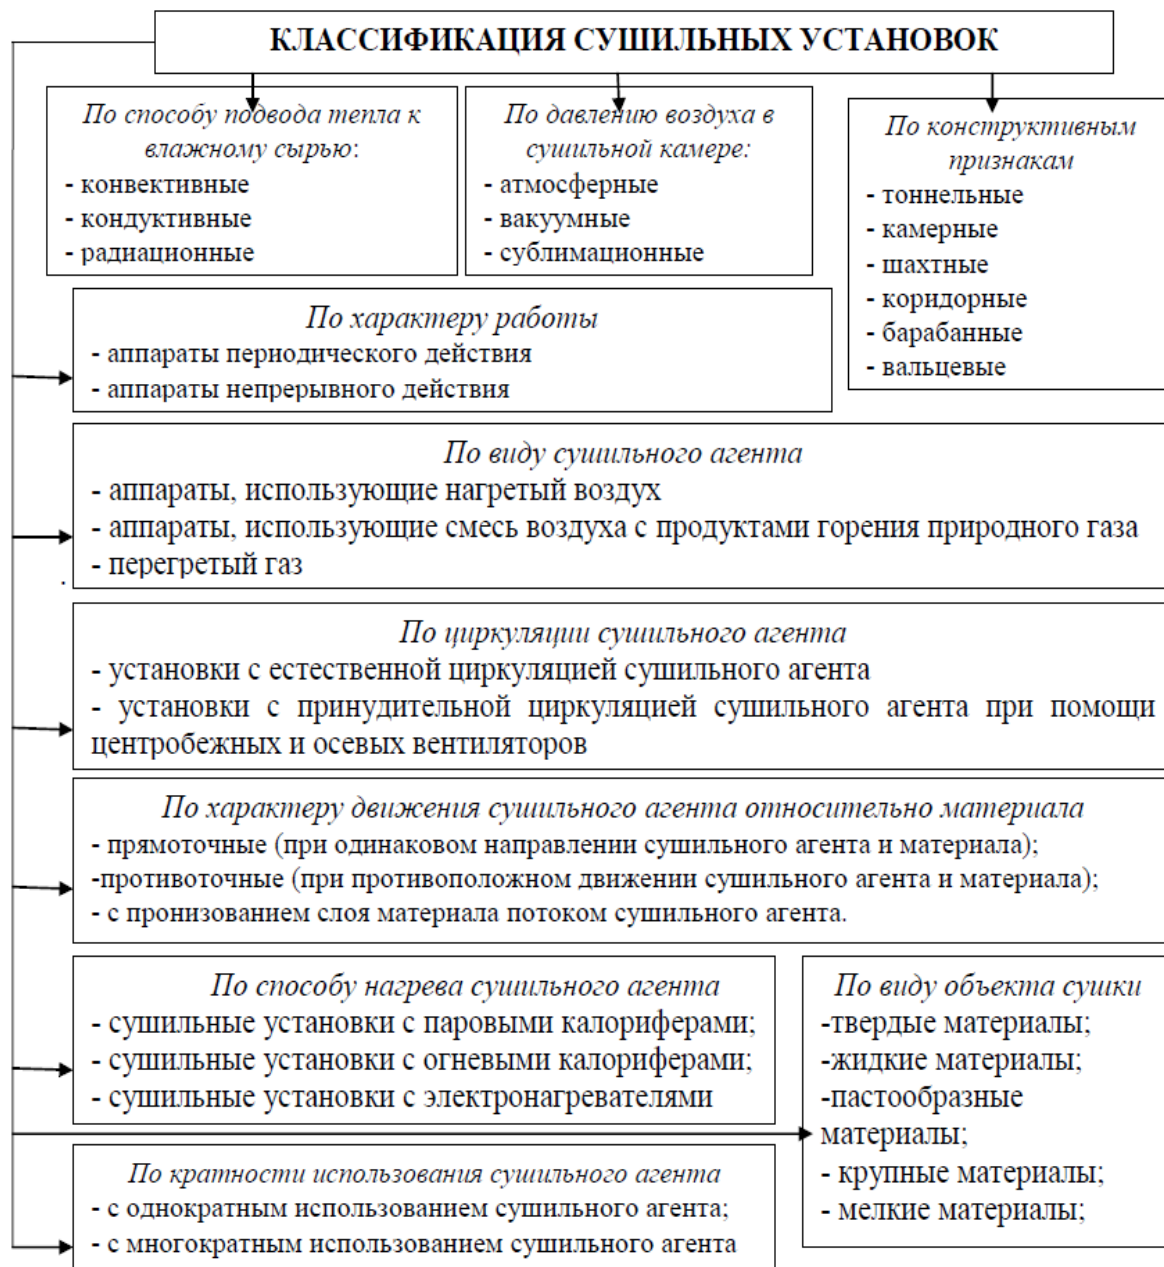 КЛАССИФИКАЦИЯ СУШИЛЬНЫХ УСТАНОВОК
По способу подвода тепла к
влажному сырью:
- конвективные
- кондуктивные
- радиационные
По давлению воздуха в
сушильной камере:
- атмосферные
- вакуумные
- сублимационные
По конструктивным
признакам
- тоннельные
- камерные
- шахтные
- коридорные
- барабанные
- вальцевые
По характеру работы
- аппараты периодического действия
- аппараты непрерывного действия
По виду сушильного агента
- аппараты, использующие нагретый воздух
- аппараты, использующие смесь воздуха с продуктами горения природного газа
- перегретый газ
.
По циркуляции сушильного агента
- установки с естественной циркуляцией сушильного агента
- установки с принудительной циркуляцией сушильного агента при помощи
центробежных и осевых вентиляторов
По характеру движения сушильного агента относительно материала
- прямоточные (при одинаковом направлении сушильного агента и материала);
-противоточные (при противоположном движении сушильного агента и материала);
- с пронизованием слоя материала потоком сушильного агента.
По способу нагрева сушильного агента
- сушильные установки с паровыми калориферами;
- сушильные установки с огневыми калориферами;
- сушильные установки с электронагревателями
По виду объекта сушки
-твердые материалы;
-жидкие материалы;
-пастообразные
материалы;
- крупные материалы;
- мелкие материалы;
По кратности использования сушильного агента
- с однократным использованием сушильного агента;
- с многократным использованием сушильного агента